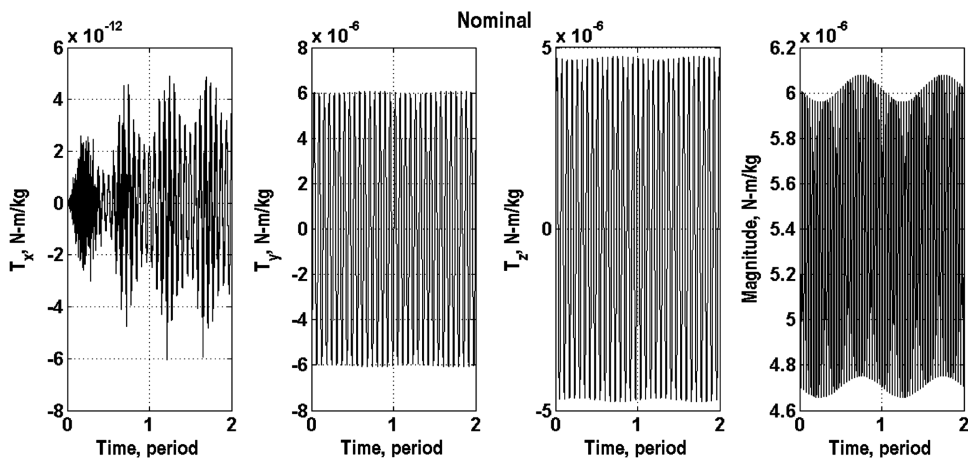 Nominal
x 10^-12
6
4
2
0
-2
-4
-6
-8
T_x, N-m/kg
0 1 2
Time, period
x 10^-6
8
6
4
2
0
-2
-4
-6
-8
T_y, N-m/kg
0 1 2
Time, period
x 10^-6
5
0
-5
T_z, N-m/kg
0 1 2
Time, period
x 10^-6
6.2
6
5.8
5.6
5.4
5.2
5
4.8
4.6
Magnitude, N-m/kg
0 1 2
Time, period